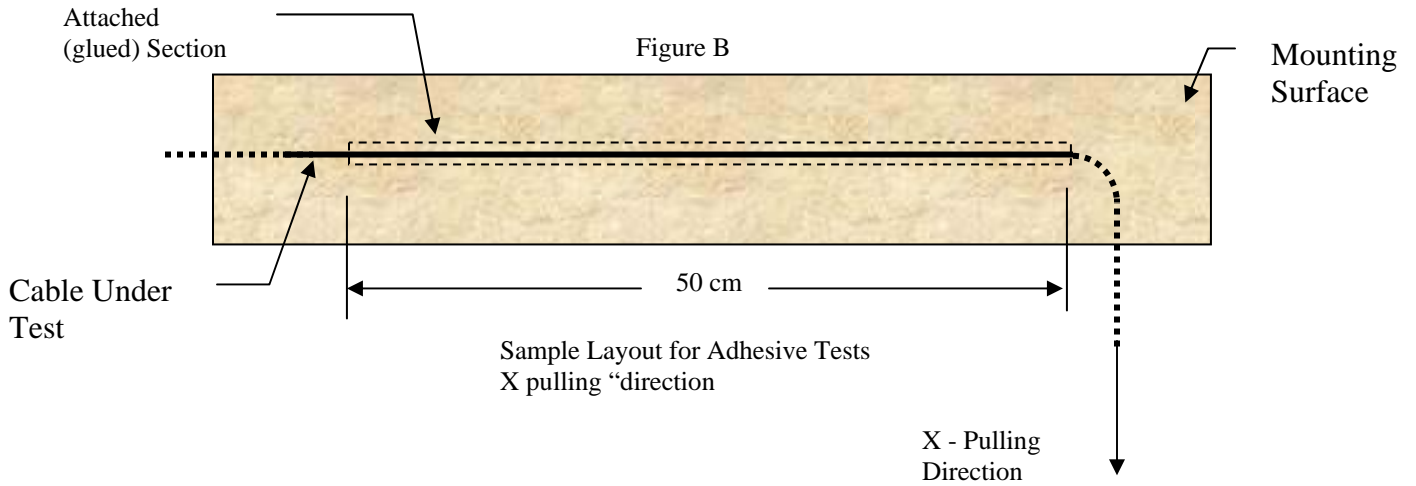 Attached
(glued) Section
Figure B
Mounting
Surface
Cable Under
Test
50 cm
Sample Layout for Adhesive Tests
X pulling “direction
X - Pulling
Direction